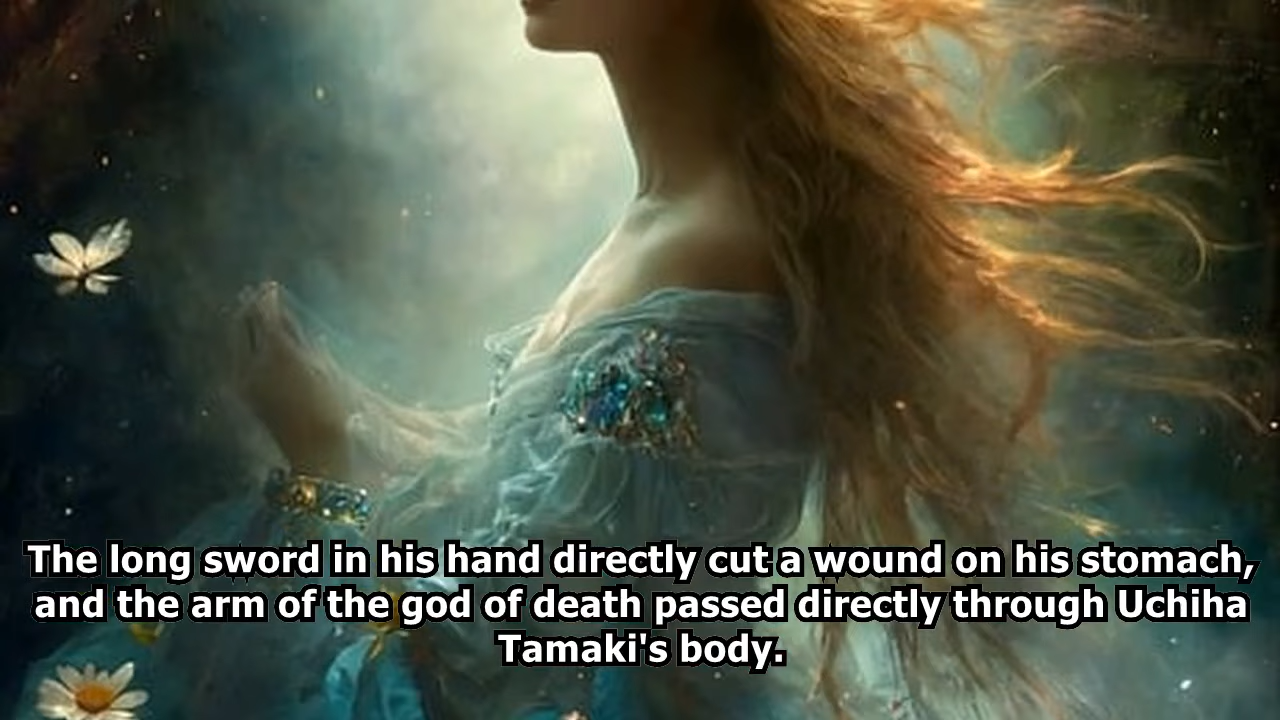 The long sword in his hand directly cut a wound on his stomach,
and the arm of the god of death passed directly through Uchiha
Tamaki's body.